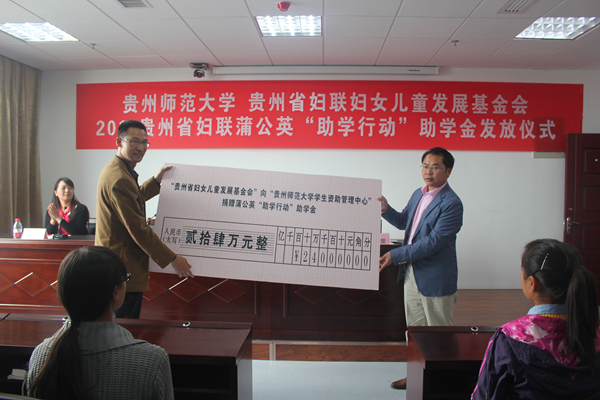 贵州师范大学 贵州省妇联妇女儿童发展基金会
贵州省妇联蒲公英“助学行动”助学金发放仪式
“贵州省妇女儿童发展基金会”向“贵州师范大学学生资助管理中心”
捐赠蒲公英“助学行动”助学金
人民币
(大写)
贰拾肆万元整
亿千百十万千百十元角分
¥24000000